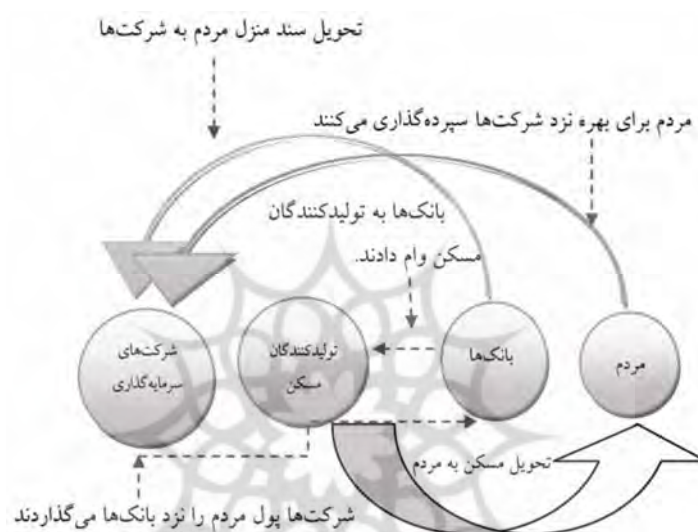 تحویل سند منزل مردم به شرکت‌ها
مردم برای بهره نزد شرکت‌ها سپرده‌گذاری می‌کنند
بانک‌ها به تولیدکنندگان
مسکن وام دادند.
مردم
بانک‌ها
تولیدکنندگان
مسکن
شرکت‌های
سرمایه‌گذاری
تحویل مسکن به مردم
شرکت‌ها پول مردم را نزد بانک‌ها می‌گذاردند